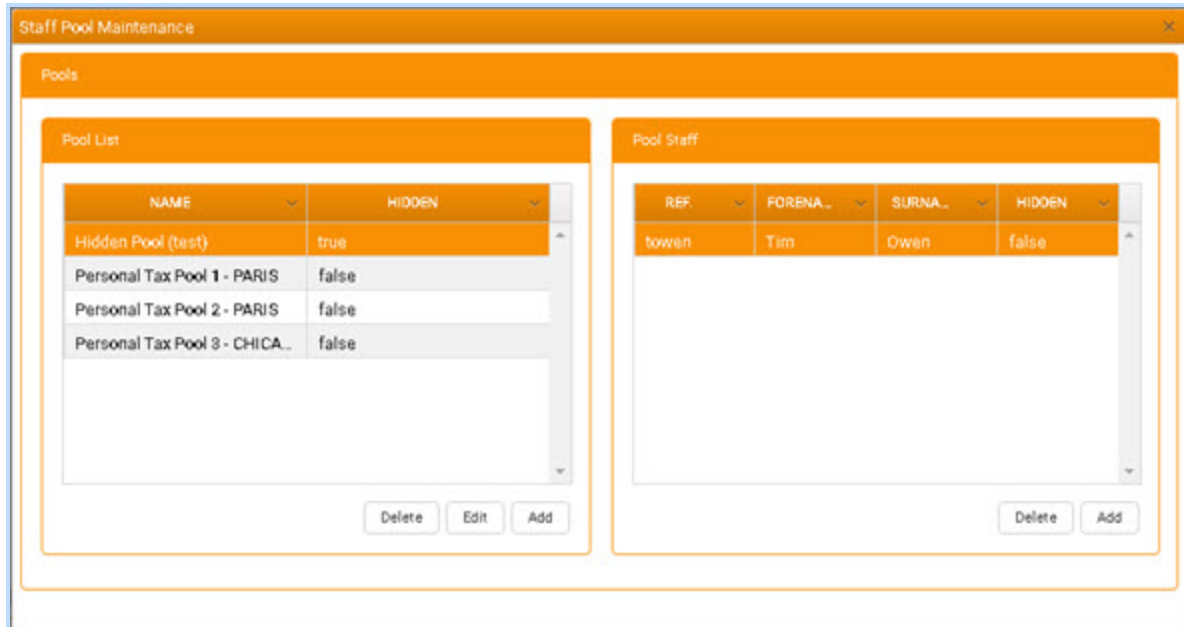 Staff Pool Maintenance
Pools
Pool List
NAME HIDDEN
Hidden Pool (test) true
Personal Tax Pool 1 - PARIS false
Personal Tax Pool 2 - PARIS false
Personal Tax Pool 3 - CHICA... false
Delete Edit Add
Pool Staff
REF. FORENA... SURNA... HIDDEN
towen Tim Owen false
Delete Add